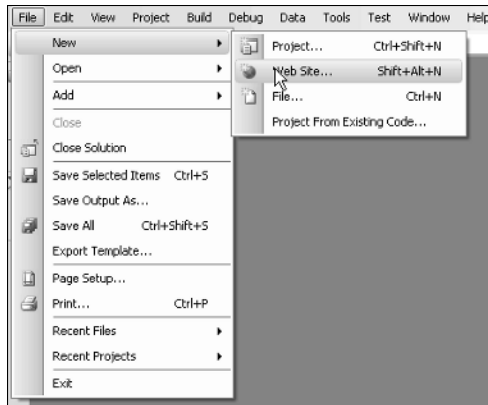 File Edit View Project Build Debug Data Tools Test Window Help
New
Open
Add
Close
Close Solution
Save Selected Items Ctrl+S
Save Output As...
Save All Ctrl+Shift+S
Export Template...
Page Setup...
Print... Ctrl+P
Recent Files
Recent Projects
Exit
Project... Ctrl+Shift+N
Web Site... Shift+Alt+N
File... Ctrl+N
Project From Existing Code...